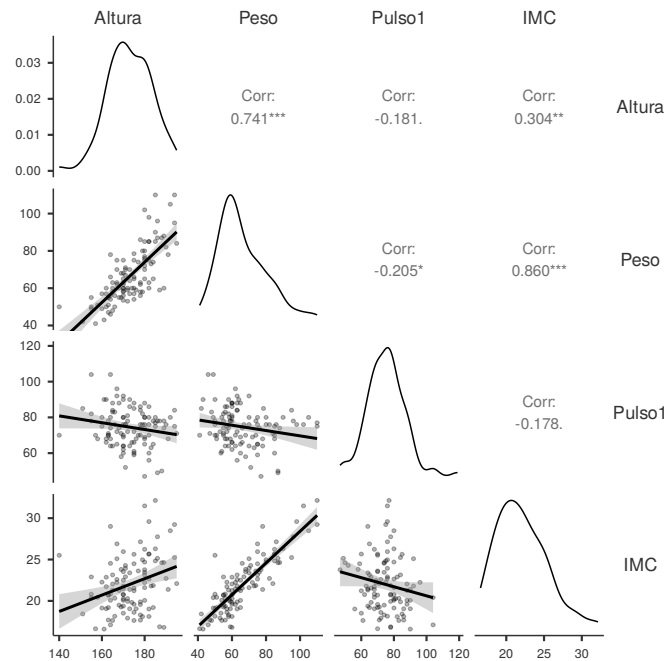 Altura Peso Pulso1 IMC
0.03
0.02
0.01
0.00
Corr:
0.741***
Corr:
-0.181.
Corr:
0.304**
Altura
100
80
60
40
Corr:
-0.205*
Corr:
0.860***
Peso
120
100
80
60
Corr:
-0.178.
Pulso1
30
25
20
IMC
140 160 180 40 60 80 100 60 80 100 120 20 25 30